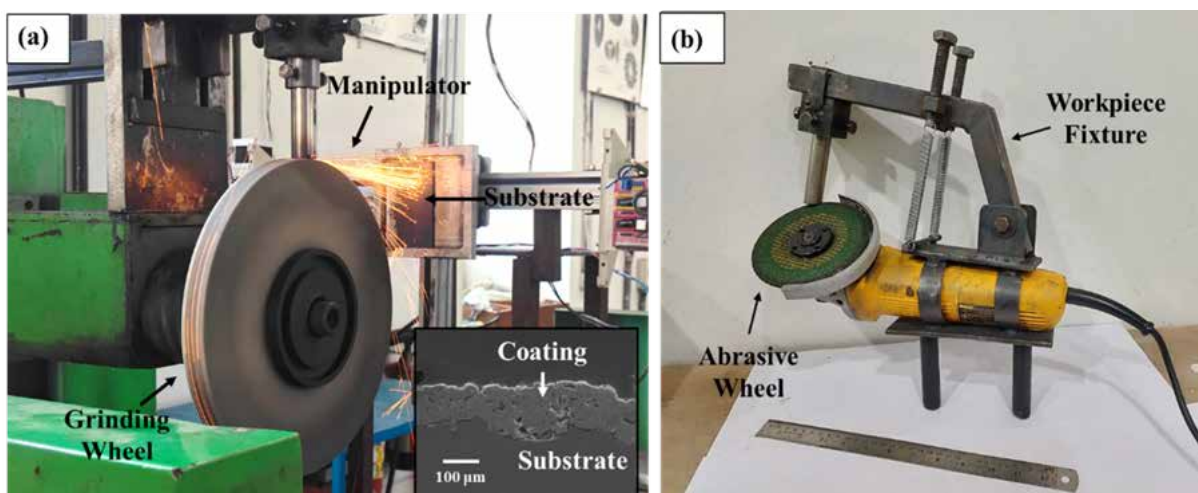 (a)
Manipulator
Substrate
Grinding
Wheel
Coating
Substrate
100 µm
(b)
Workpiece
Fixture
Abrasive
Wheel